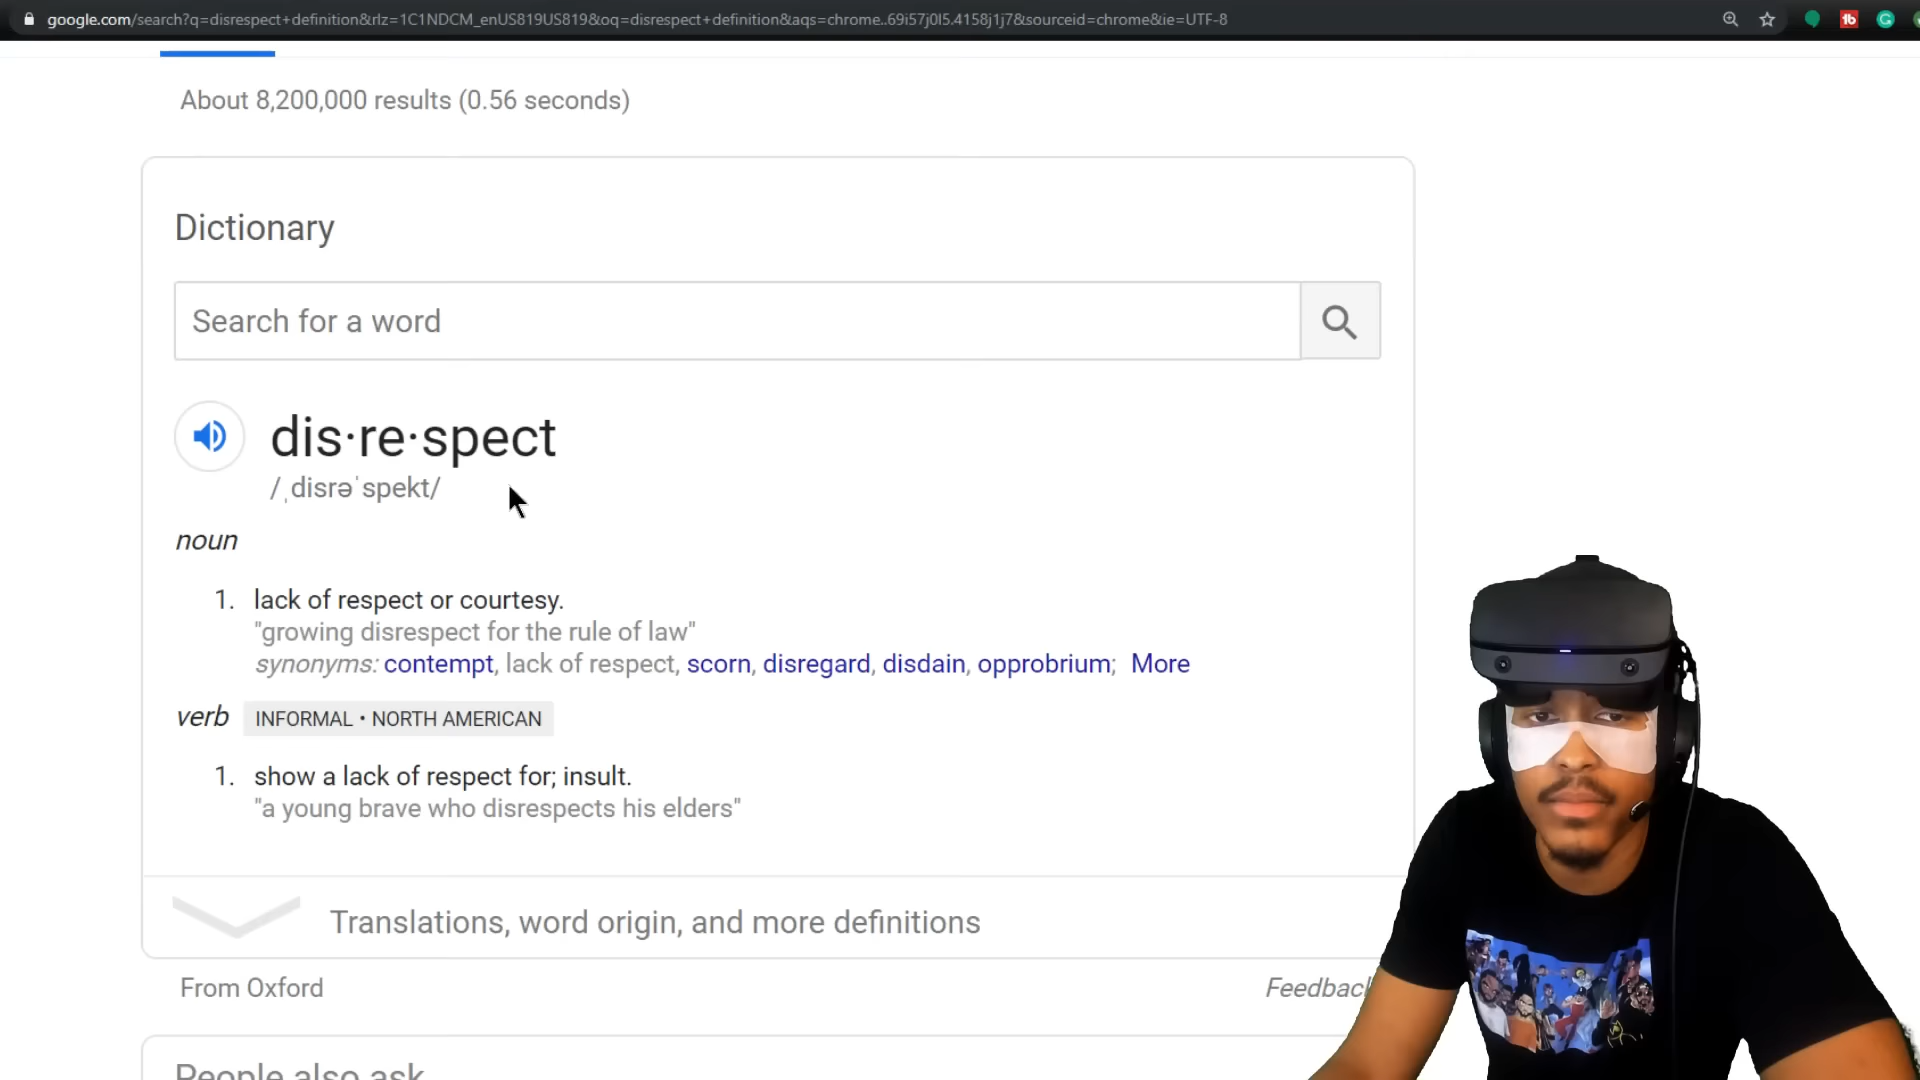 google.com/search?q=disrespect+definition&rlz=1C1NDCM_enUS819US819&oq=disrespect+definition&aqs=chrome..69i57j0l5.4158j1j7&sourceid=chrome&ie=UTF-8
About 8,200,000 results (0.56 seconds)
Dictionary
Search for a word
dis·re·spect
/ˌdisrəˈspekt/
noun
1. lack of respect or courtesy.
"growing disrespect for the rule of law"
synonyms: contempt, lack of respect, scorn, disregard, disdain, opprobrium; More
verb INFORMAL • NORTH AMERICAN
1. show a lack of respect for; insult.
"a young brave who disrespects his elders"
Translations, word origin, and more definitions
From Oxford Feedback
People also ask